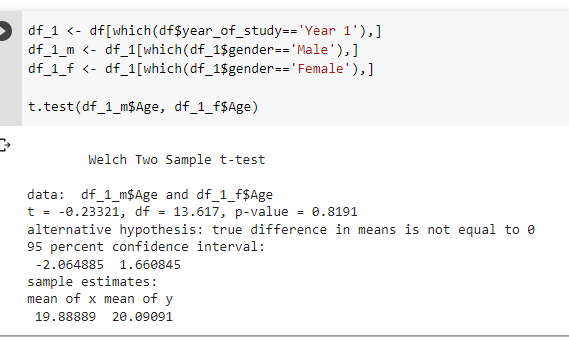 df_1 <- df[which(df$year_of_study=='Year 1'),]
df_1_m <- df_1[which(df_1$gender=='Male'),]
df_1_f <- df_1[which(df_1$gender=='Female'),]
t.test(df_1_m$Age, df_1_f$Age)
Welch Two Sample t-test
data:  df_1_m$Age and df_1_f$Age
t = -0.23321, df = 13.617, p-value = 0.8191
alternative hypothesis: true difference in means is not equal to 0
95 percent confidence interval:
-2.064885  1.660845
sample estimates:
mean of x mean of y
19.88889  20.09091